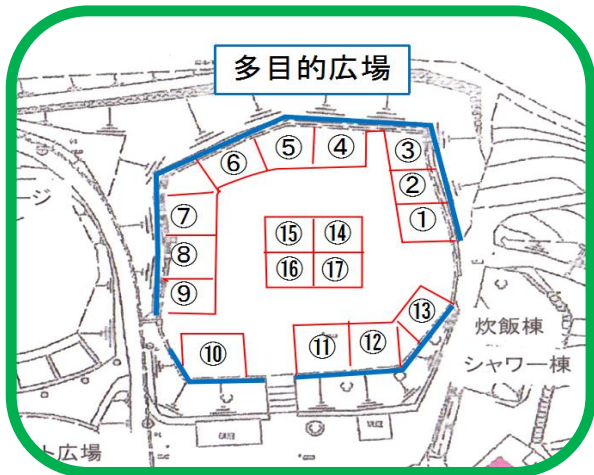 多目的広場
③
⑥ ⑤ ④
②
①
⑦
⑧
⑨
⑮ ⑭
⑯ ⑰
⑬
⑩
⑪ ⑫
炊飯棟
シャワー棟
ージ
ト広場